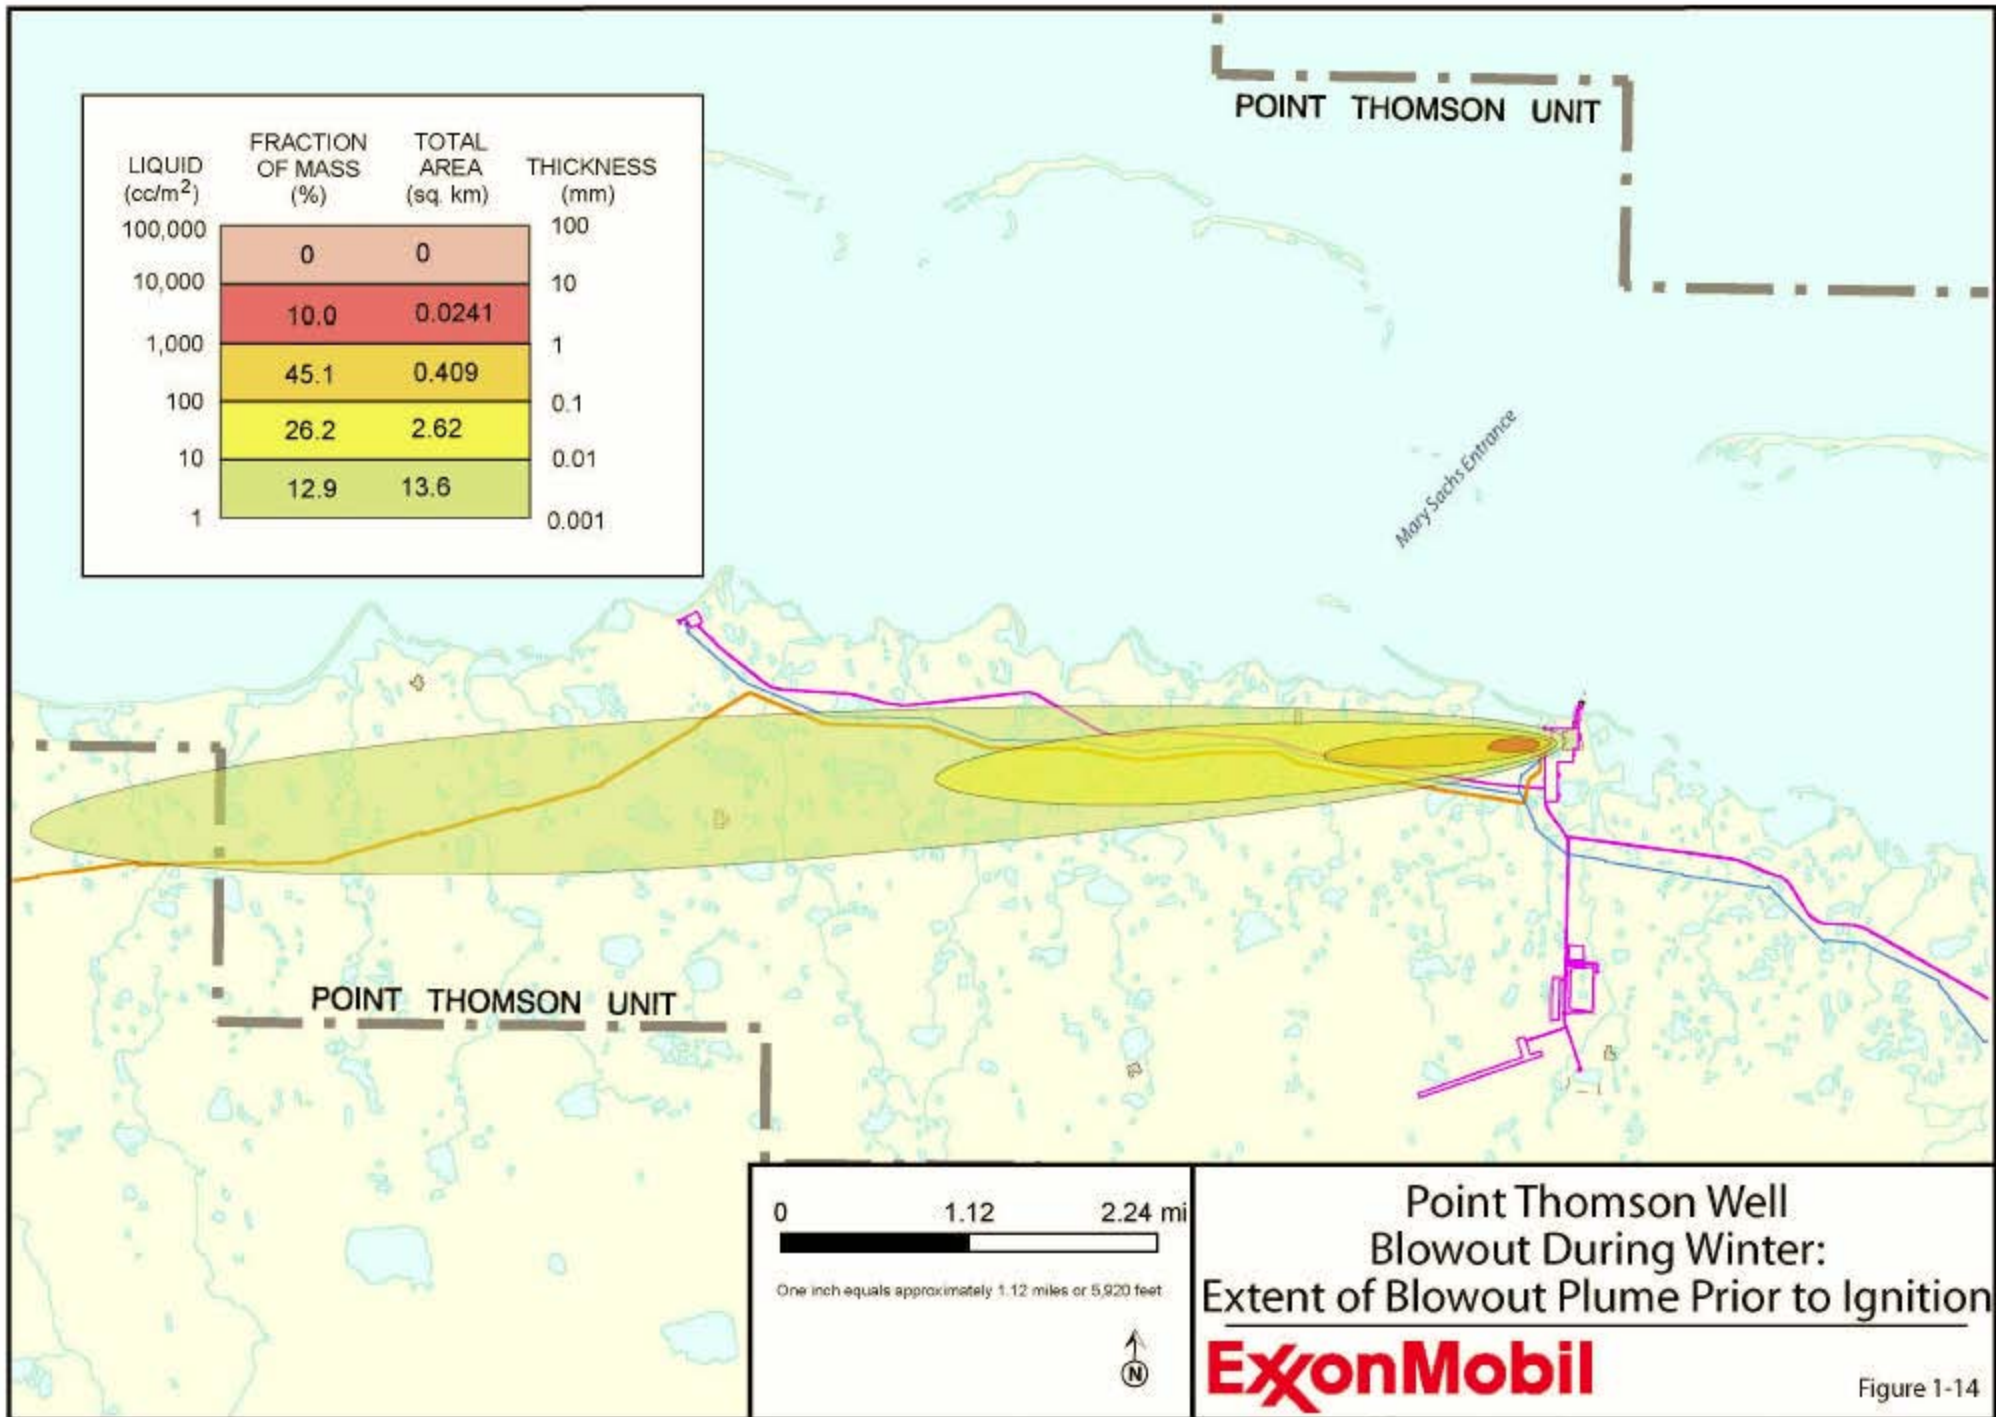 POINT THOMSON UNIT
LIQUID
(cc/m²)
FRACTION
OF MASS
(%)
TOTAL
AREA
(sq. km)
THICKNESS
(mm)
100,000
100
0 0
10,000
10
10.0 0.0241
1,000
1
45.1 0.409
100
0.1
26.2 2.62
10
0.01
12.9 13.6
1
0.001
Mary Sachs Entrance
POINT THOMSON UNIT
0 1.12 2.24 mi
One inch equals approximately 1.12 miles or 5,920 feet
N
Point Thomson Well
Blowout During Winter:
Extent of Blowout Plume Prior to Ignition
ExxonMobil
Figure 1-14